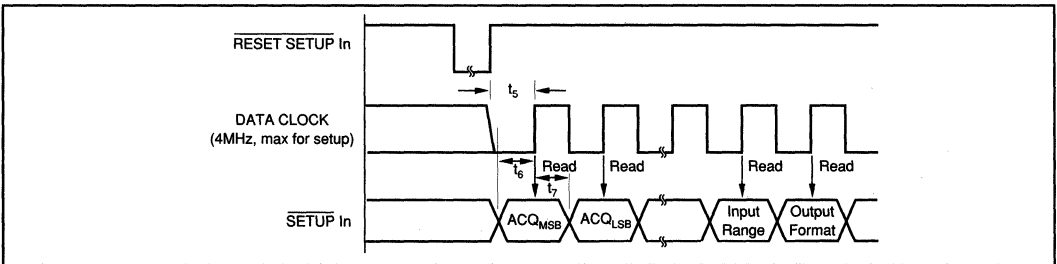 RESET SETUP In
t5
DATA CLOCK
(4MHz, max for setup)
Read Read Read Read
t6
t7
SETUP In
ACQMSB ACQLSB Input Range Output Format